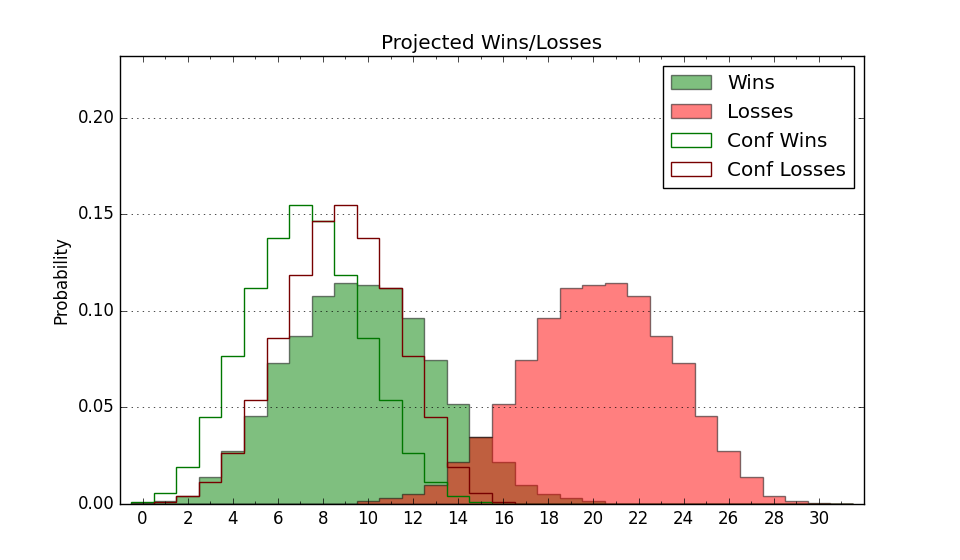 Projected Wins/Losses
Wins
Losses
Conf Wins
Conf Losses
Probability
0.20
0.15
0.10
0.05
0.00
0 2 4 6 8 10 12 14 16 18 20 22 24 26 28 30